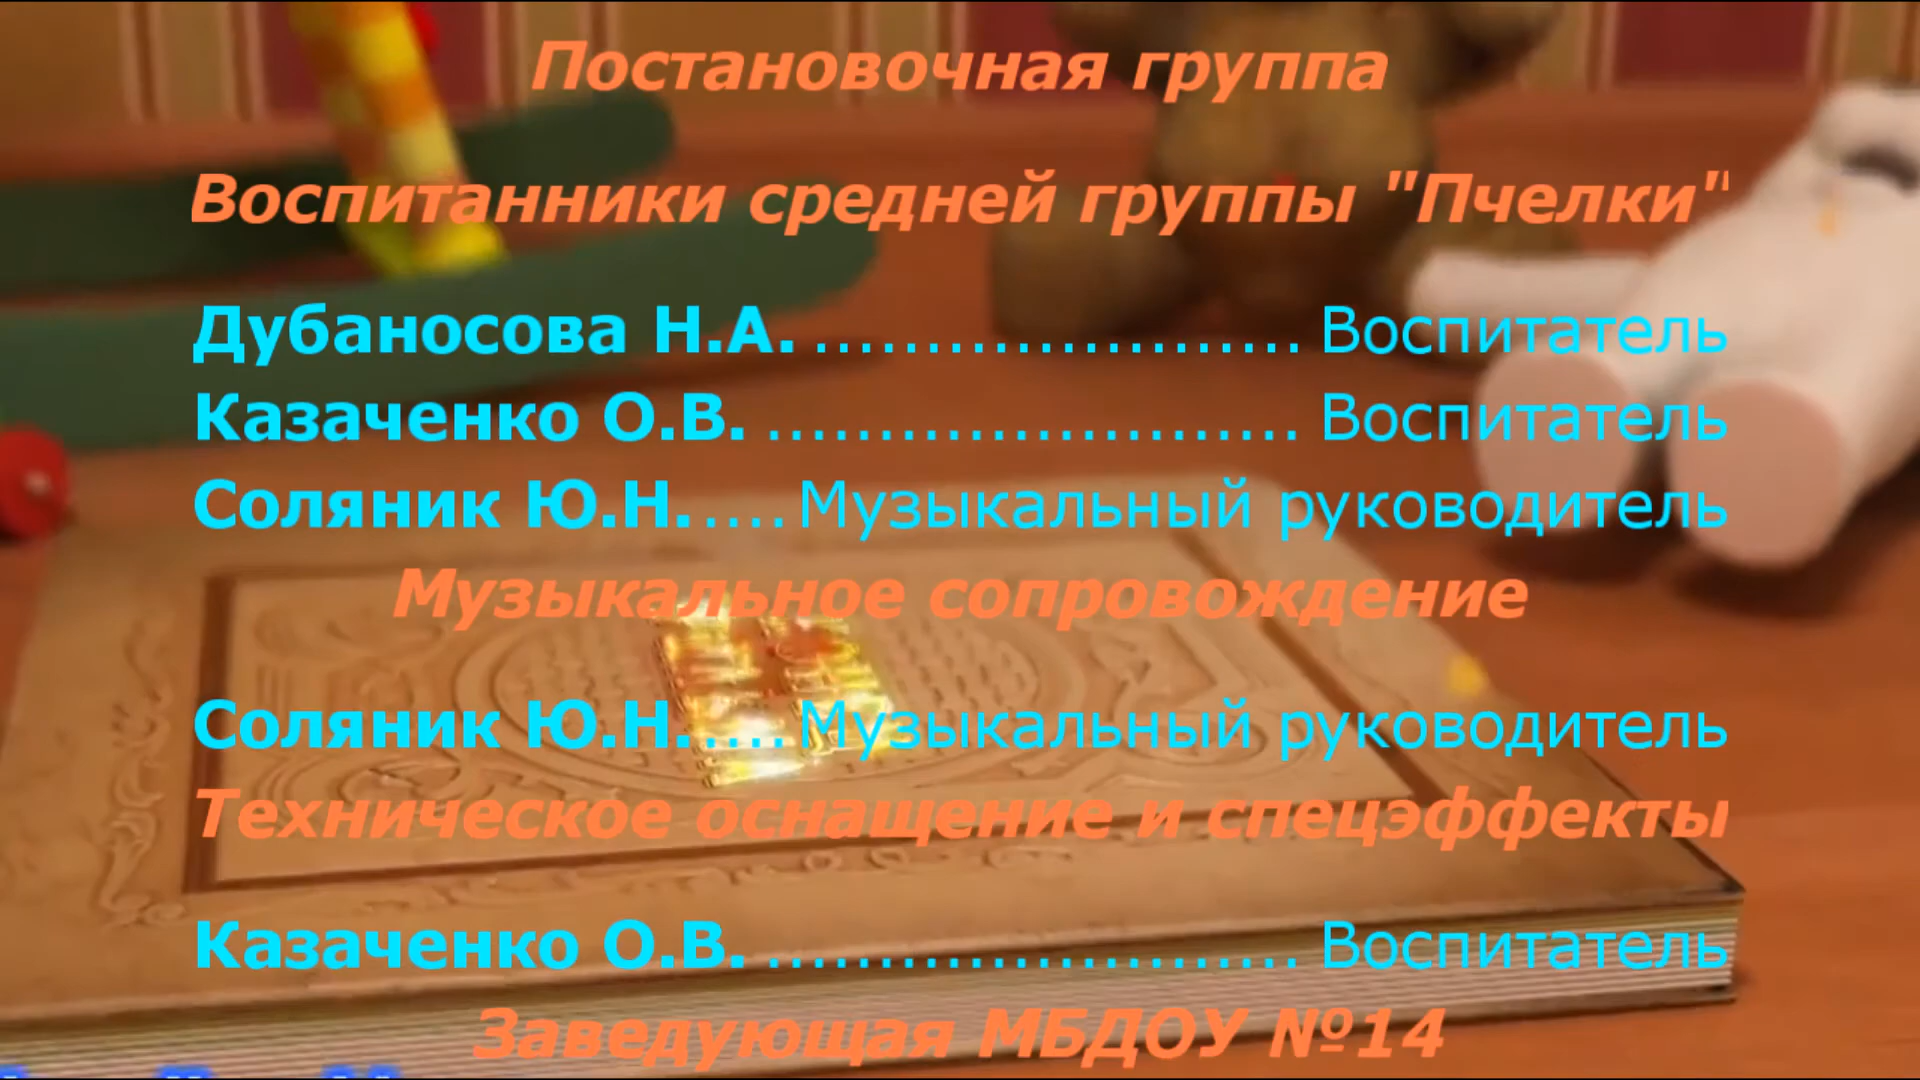 Постановочная группа
Воспитанники средней группы "Пчелки"
Дубаносова Н.А. ...................... Воспитатель
Казаченко О.В. ........................ Воспитатель
Соляник Ю.Н. .... Музыкальный руководитель
Музыкальное сопровождение
Соляник Ю.Н. .... Музыкальный руководитель
Техническое оснащение и спецэффекты
Казаченко О.В. ........................ Воспитатель
Заведующая МБДОУ №14